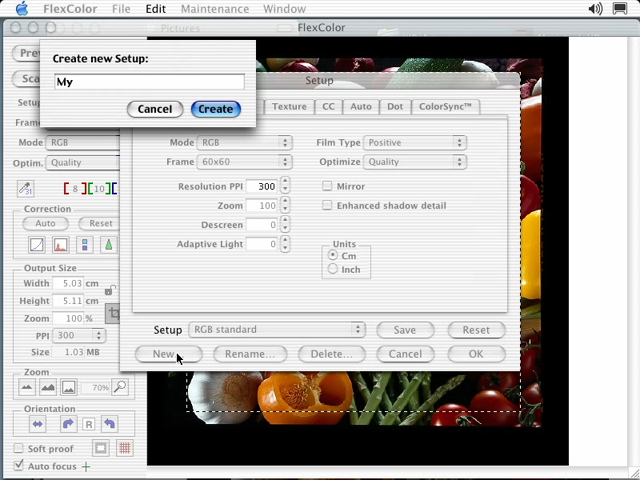 FlexColor File Edit Maintenance Window
Pictures FlexColor
Create new Setup:
My
Cancel Create
Setup
Texture CC Auto Dot ColorSync™
Mode RGB Film Type Positive
Frame 60x60 Optimize Quality
Resolution PPI 300 Mirror
Zoom 100 Enhanced shadow detail
Descreen 0
Adaptive Light 0
Units
Cm
Inch
Setup RGB standard Save Reset
New... Rename... Delete... Cancel OK
Mode RGB
Optim. Quality
31 [ 8 ] [ 10 ]
Correction
Auto Reset
Output Size
Width 5.03 cm
Height 5.11 cm
Zoom 100 %
PPI 300
Size 1.03 MB
Zoom
70%
Orientation
R
Soft proof
Auto focus +